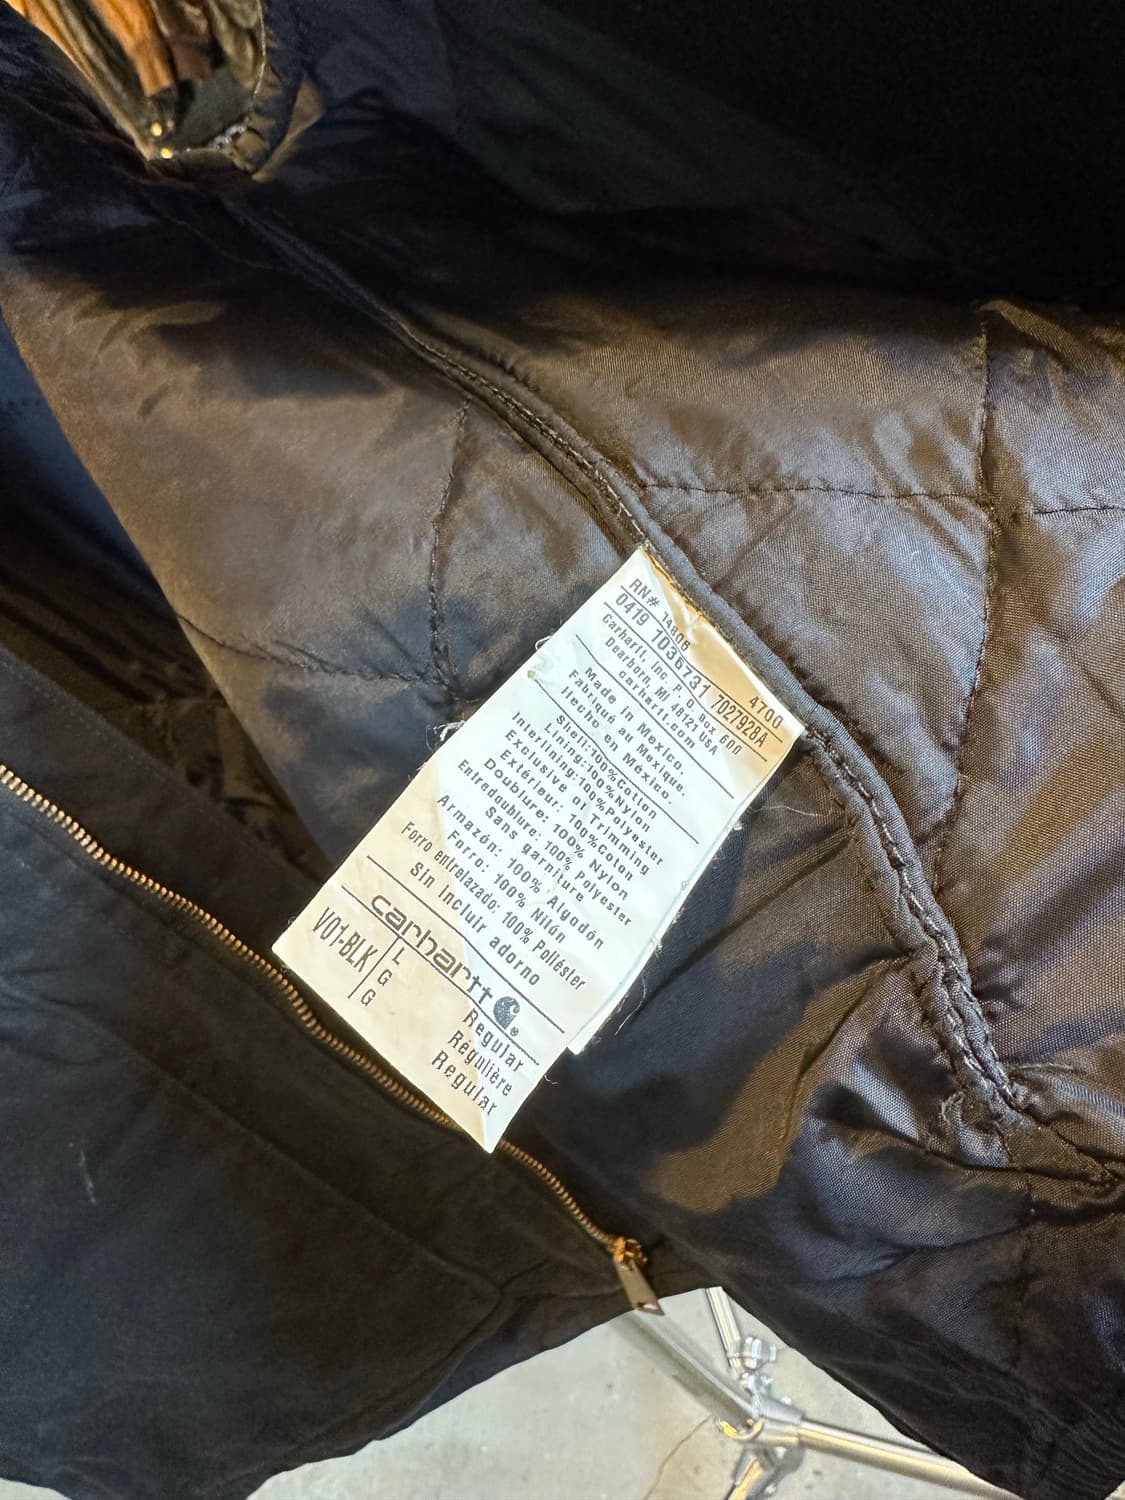 RN# 14806 4700
0419 1036731 7027928A
Carhartt, Inc. P. O. Box 600
Dearborn, MI, 48121 USA
carhartt.com
Made in Mexico.
Fabriqué au Mexique.
Hecho en México.
Shell:100%Cotton
Lining:100%Nylon
Interlining:100%Polyester
Exclusive of Trimming
Extérieur: 100%Coton
Doublure: 100% Nylon
Entredoublure: 100% Polyester
Sans garniture
Armazón: 100% Algodón
Forro: 100% Nilón
Forro entrelazado: 100% Poliéster
Sin incluir adorno
carhartt
V01-BLK L Regular
G Régulière
G Regular